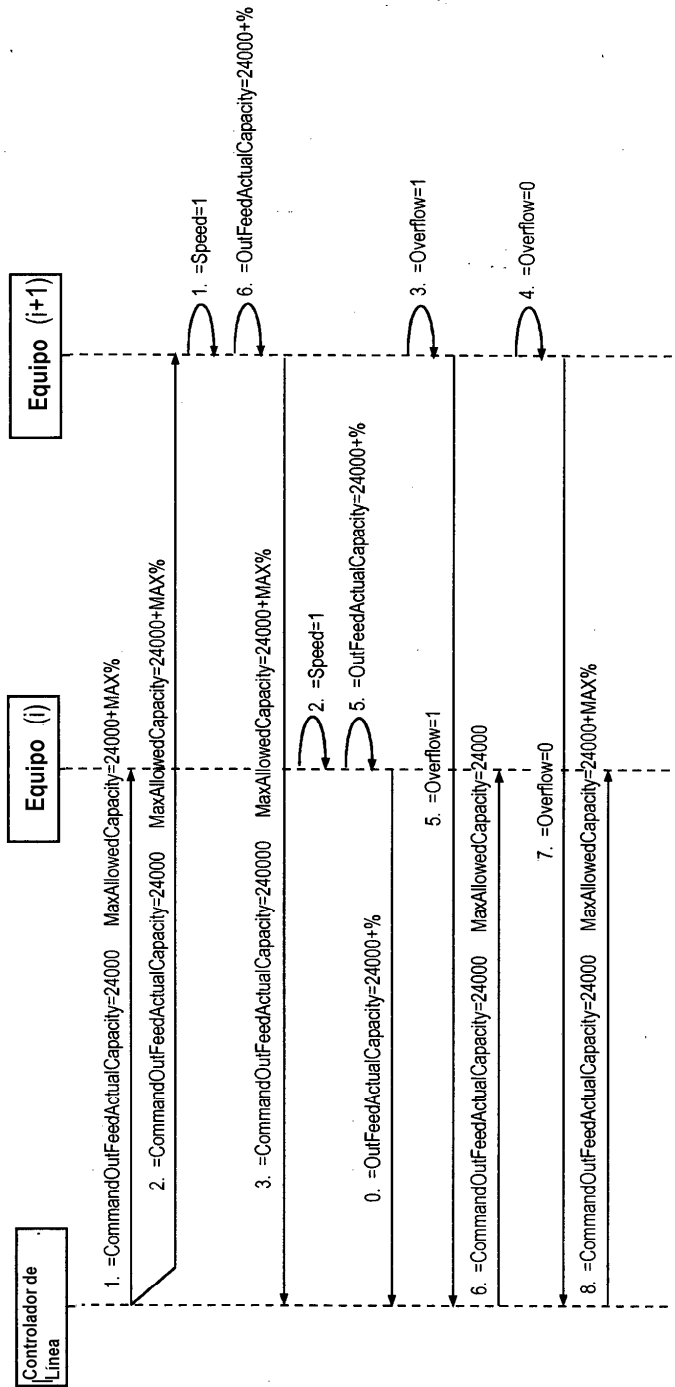 Controlador de
Línea
Equipo (i)
Equipo (i+1)
1. =CommandOutFeedActualCapacity=24000 MaxAllowedCapacity=24000+MAX%
2. =CommandOutFeedActualCapacity=24000 MaxAllowedCapacity=24000+MAX%
1. =Speed=1
6. =OutFeedActualCapacity=24000+%
3. =CommandOutFeedActualCapacity=240000 MaxAllowedCapacity=24000+MAX%
2. =Speed=1
5. =OutFeedActualCapacity=24000+%
0. =OutFeedActualCapacity=24000+%
3. =Overflow=1
5. =Overflow=1
6. =CommandOutFeedActualCapacity=24000 MaxAllowedCapacity=24000
4. =Overflow=0
7. =Overflow=0
8. =CommandOutFeedActualCapacity=24000 MaxAllowedCapacity=24000+MAX%